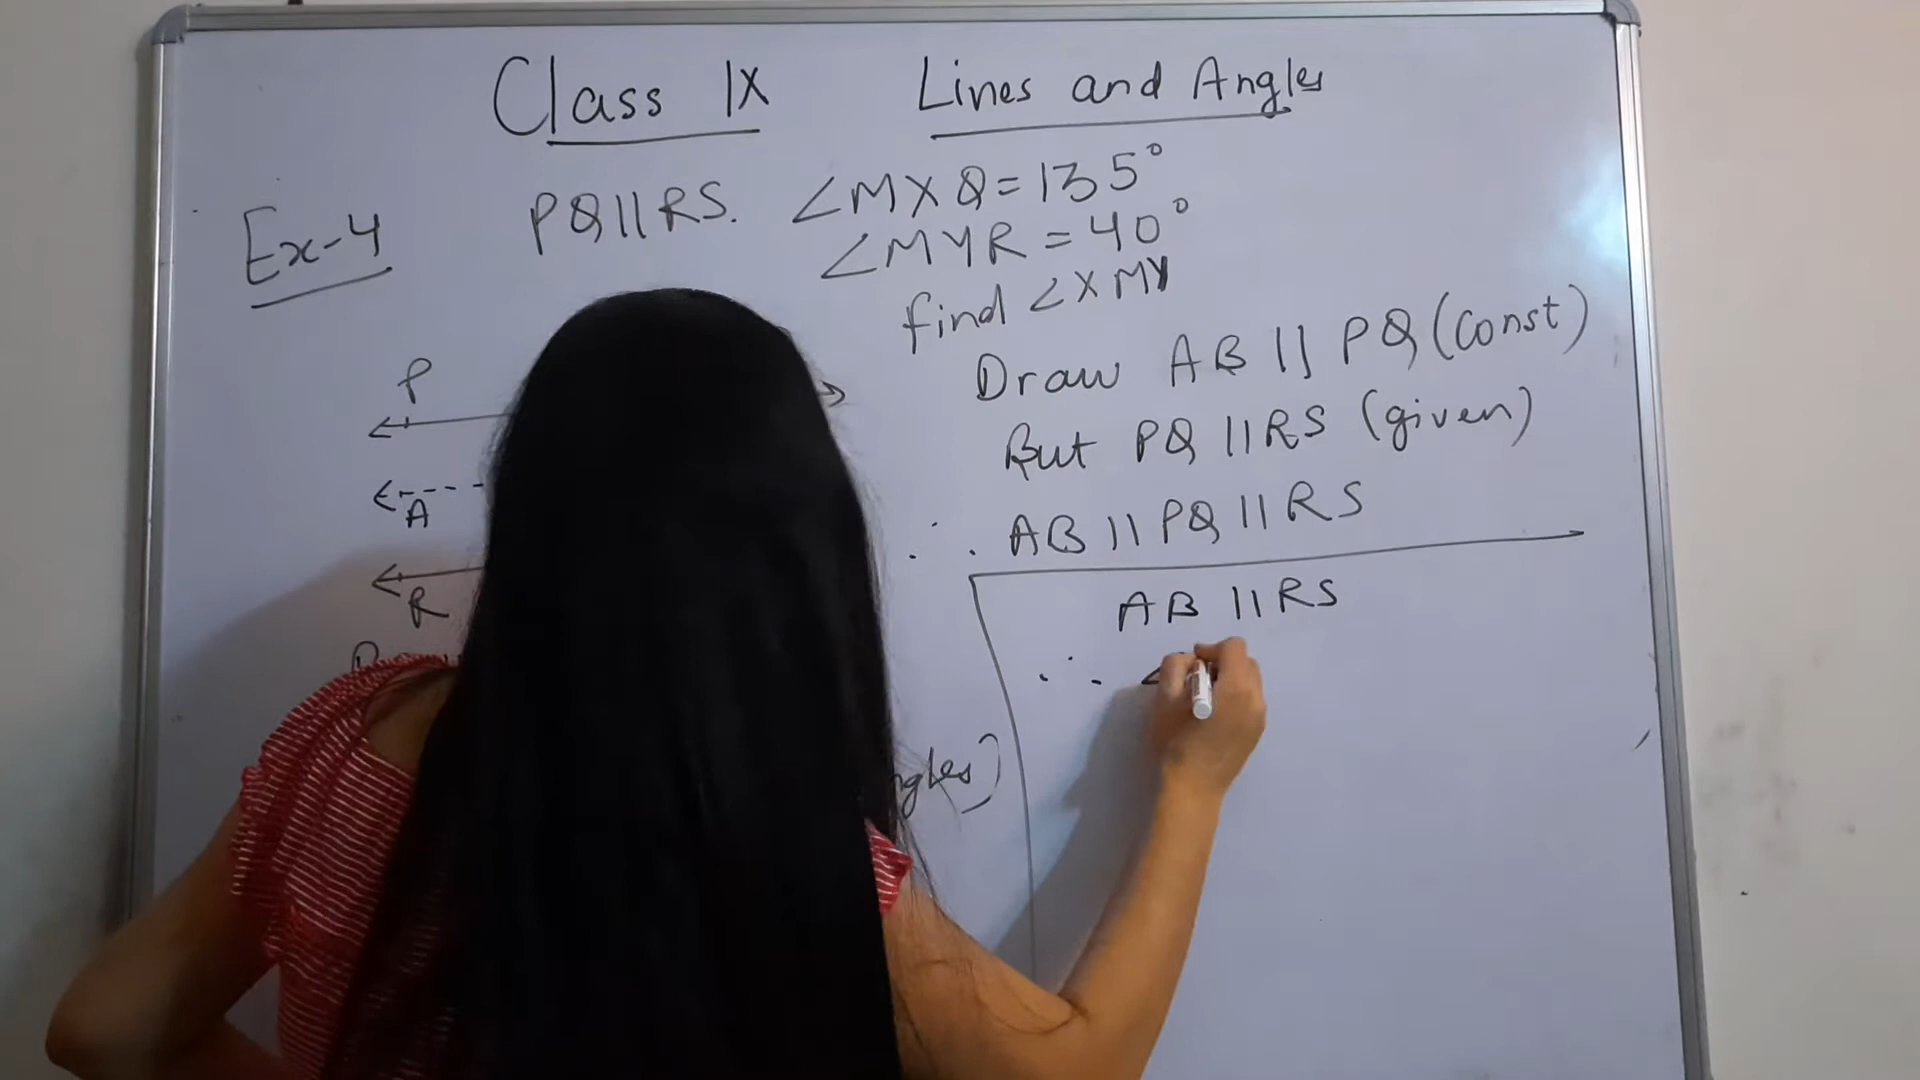 Class IX Lines and Angles
Ex-4
PQ||RS. ∠MXQ=135°
∠MYR=40°
find ∠XMY
P
A
R
Draw AB || PQ (const)
But PQ ||RS (given)
∴ AB || PQ || RS
AB || RS
∴ ∠